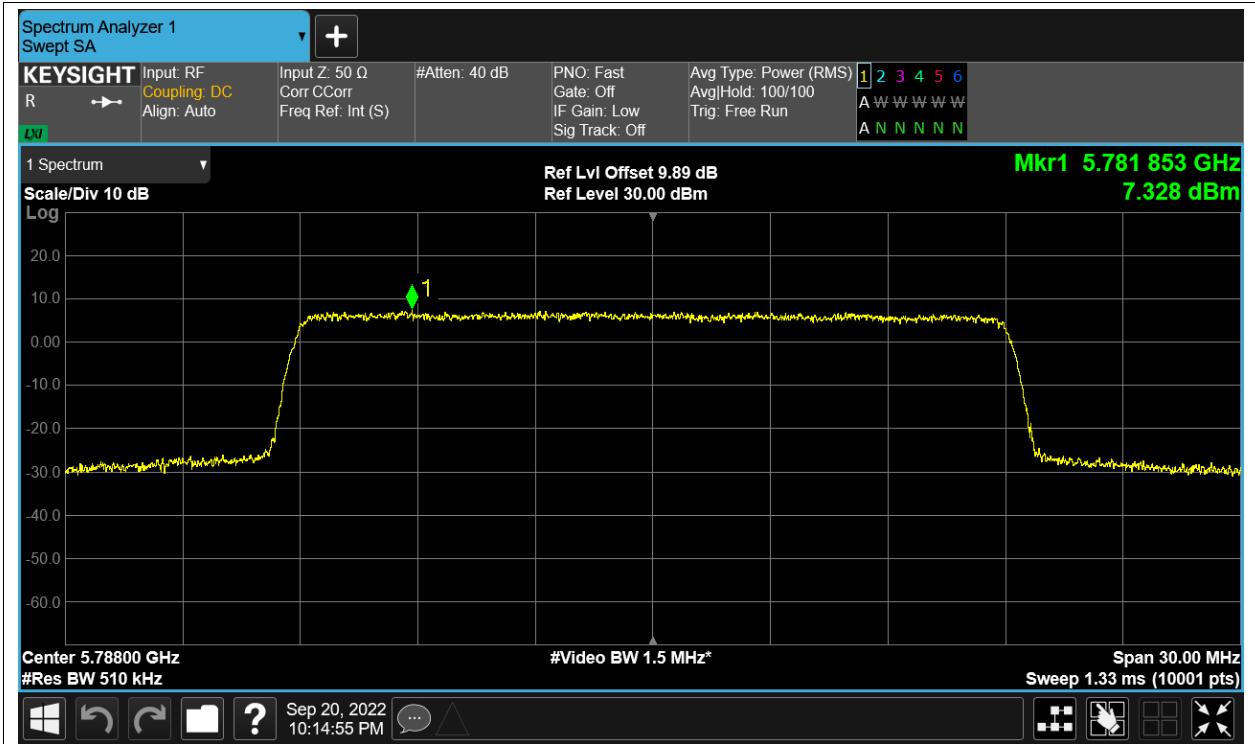 Spectrum Analyzer 1
Swept SA
KEYSIGHT
R
LXI
Input: RF
Coupling: DC
Align: Auto
Input Z: 50 Ω
Corr CCorr
Freq Ref: Int (S)
#Atten: 40 dB
PNO: Fast
Gate: Off
IF Gain: Low
Sig Track: Off
Avg Type: Power (RMS)
Avg|Hold: 100/100
Trig: Free Run
1 2 3 4 5 6
A W W W W W
A N N N N N
1 Spectrum
Scale/Div 10 dB
Log
Ref Lvl Offset 9.89 dB
Ref Level 30.00 dBm
Mkr1 5.781 853 GHz
7.328 dBm
20.0
10.0
0.00
-10.0
-20.0
-30.0
-40.0
-50.0
-60.0
1
Center 5.78800 GHz
#Res BW 510 kHz
#Video BW 1.5 MHz*
Span 30.00 MHz
Sweep 1.33 ms (10001 pts)
?
Sep 20, 2022
10:14:55 PM